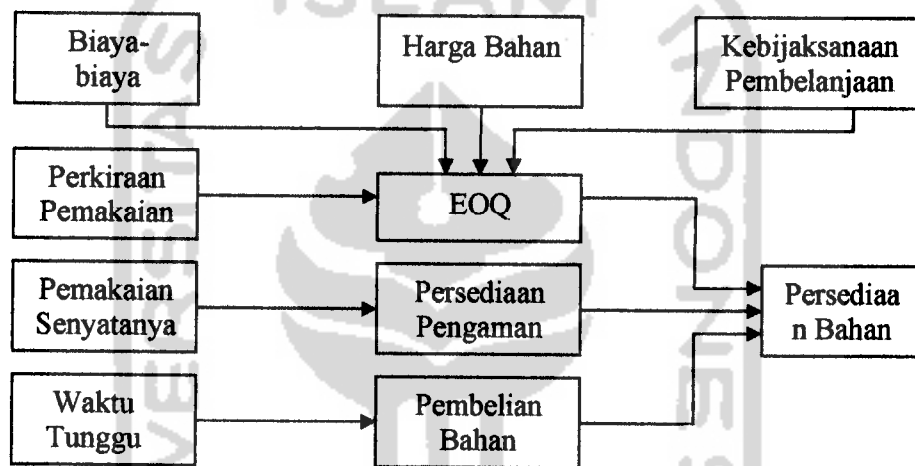 ISLAM
Biaya-
biaya
Harga Bahan
Kebijaksanaan
Pembelanjaan
Perkiraan
Pemakaian
EOQ
Pemakaian
Senyatanya
Persediaan
Pengaman
Persediaa
n Bahan
Waktu
Tunggu
Pembelian
Bahan